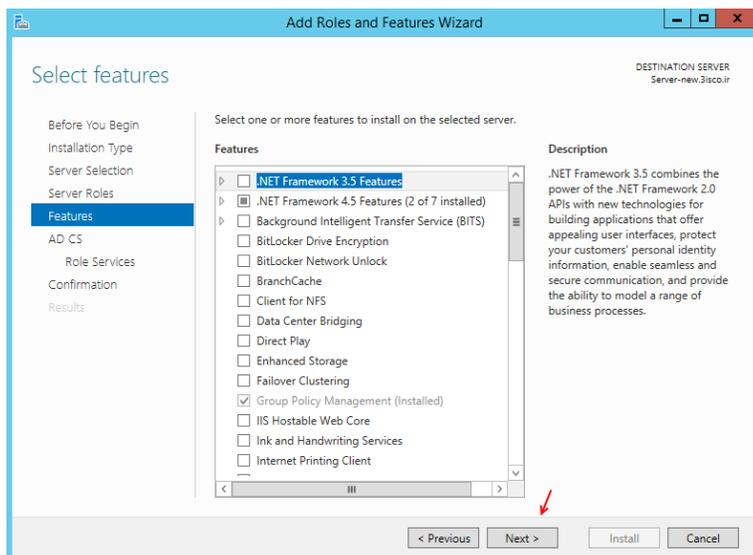 Add Roles and Features Wizard
Select features
DESTINATION SERVER
Server-new.3isco.ir
Before You Begin
Installation Type
Server Selection
Server Roles
Features
AD CS
Role Services
Confirmation
Results
Select one or more features to install on the selected server.
Features
.NET Framework 3.5 Features
.NET Framework 4.5 Features (2 of 7 installed)
Background Intelligent Transfer Service (BITS)
BitLocker Drive Encryption
BitLocker Network Unlock
BranchCache
Client for NFS
Data Center Bridging
Direct Play
Enhanced Storage
Failover Clustering
Group Policy Management (Installed)
IIS Hostable Web Core
Ink and Handwriting Services
Internet Printing Client
Description
.NET Framework 3.5 combines the
power of the .NET Framework 2.0
APIs with new technologies for
building applications that offer
appealing user interfaces, protect
your customers' personal identity
information, enable seamless and
secure communication, and provide
the ability to model a range of
business processes.
< Previous
Next >
Install
Cancel